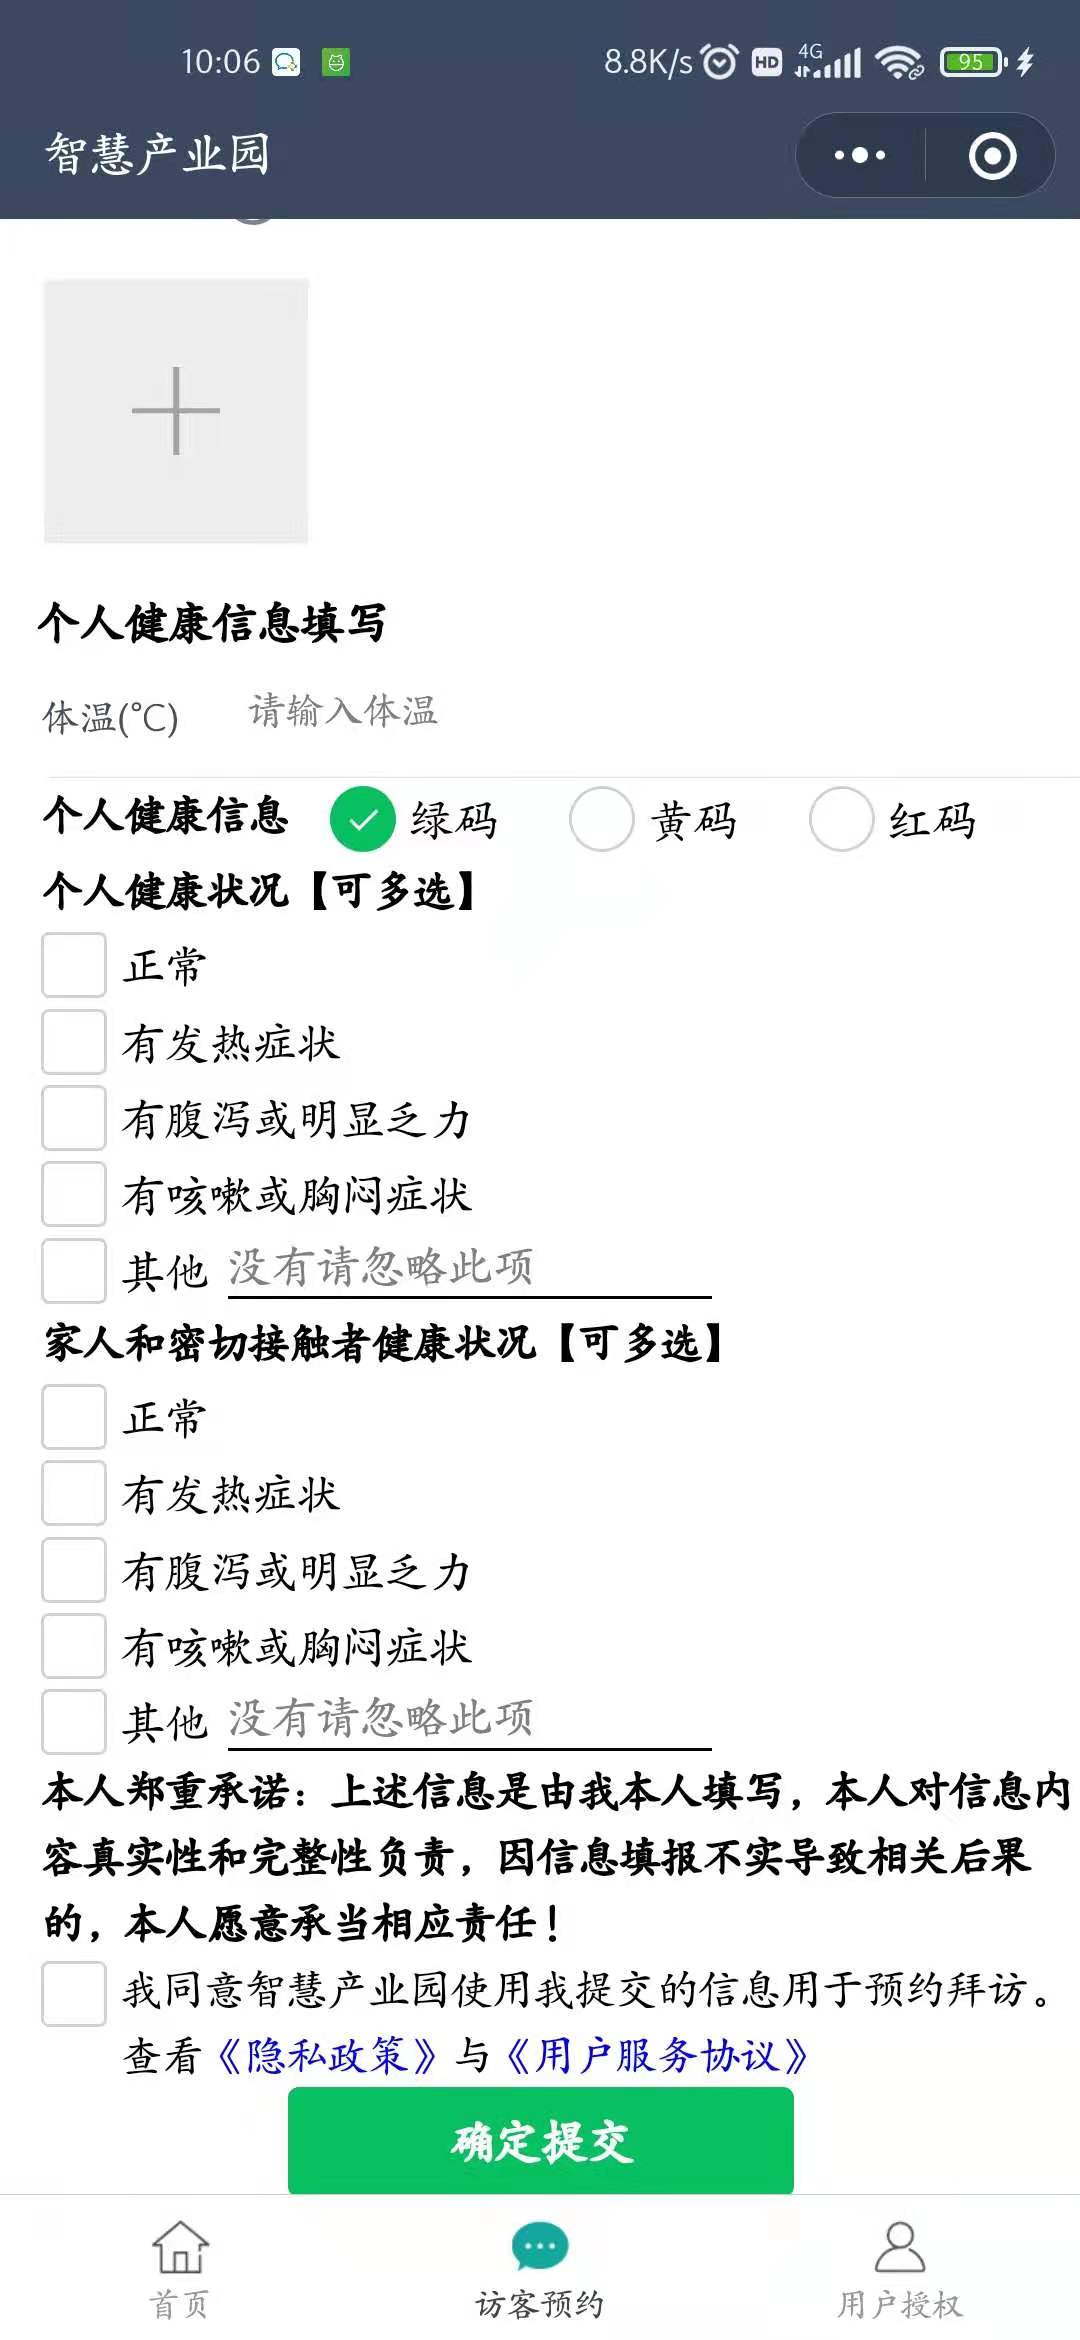 10:06 8.8K/s HD 4G 95
智慧产业园
个人健康信息填写
体温(℃) 请输入体温
个人健康信息 绿码 黄码 红码
个人健康状况【可多选】
正常
有发热症状
有腹泻或明显乏力
有咳嗽或胸闷症状
其他 没有请忽略此项
家人和密切接触者健康状况【可多选】
正常
有发热症状
有腹泻或明显乏力
有咳嗽或胸闷症状
其他 没有请忽略此项
本人郑重承诺：上述信息是由我本人填写，本人对信息内
容真实性和完整性负责，因信息填报不实导致相关后果
的，本人愿意承当相应责任！
我同意智慧产业园使用我提交的信息用于预约拜访。
查看《隐私政策》与《用户服务协议》
确定提交
首页 访客预约 用户授权